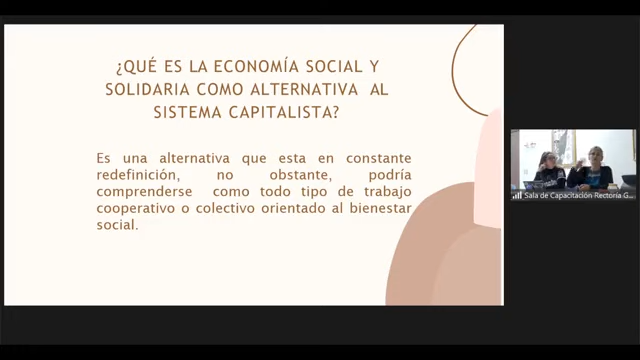 ¿QUÉ ES LA ECONOMÍA SOCIAL Y
SOLIDARIA COMO ALTERNATIVA AL
SISTEMA CAPITALISTA?
Es una alternativa que esta en constante
redefinición, no obstante, podría
comprenderse como todo tipo de trabajo
cooperativo o colectivo orientado al bienestar
social.
Sala de Capacitación Rectoría G...